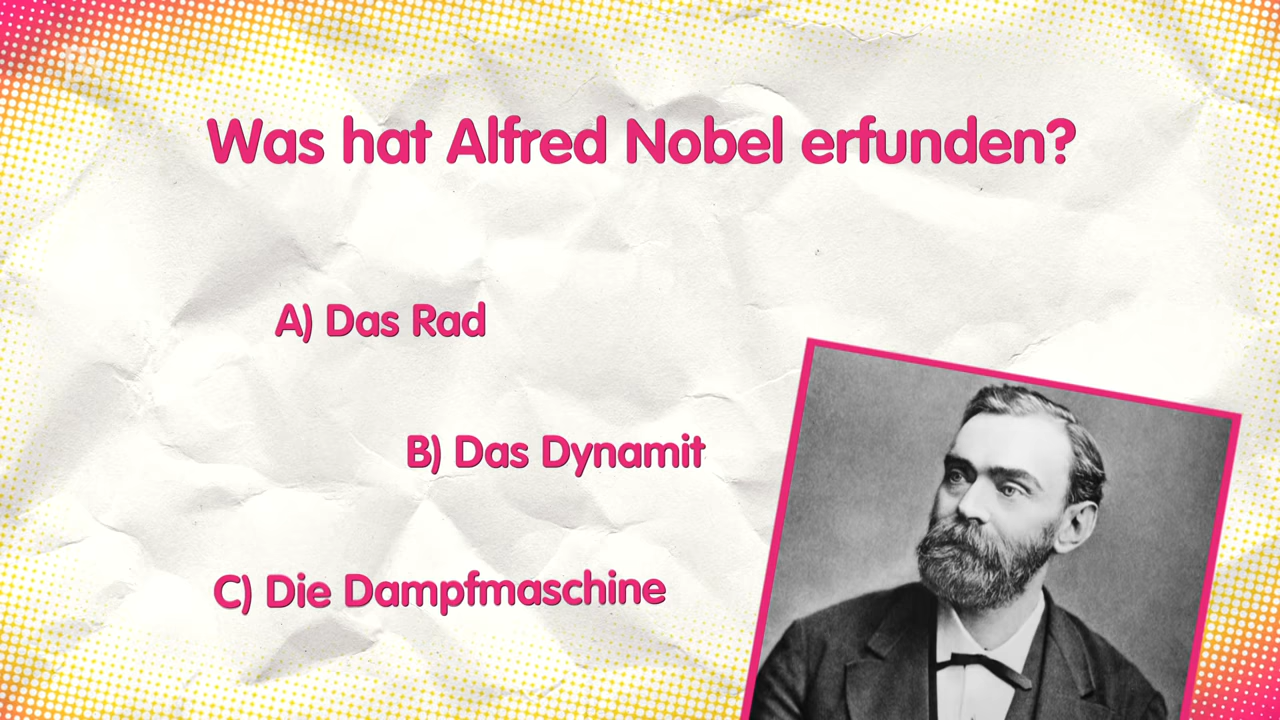 Was hat Alfred Nobel erfunden?
A) Das Rad
B) Das Dynamit
C) Die Dampfmaschine